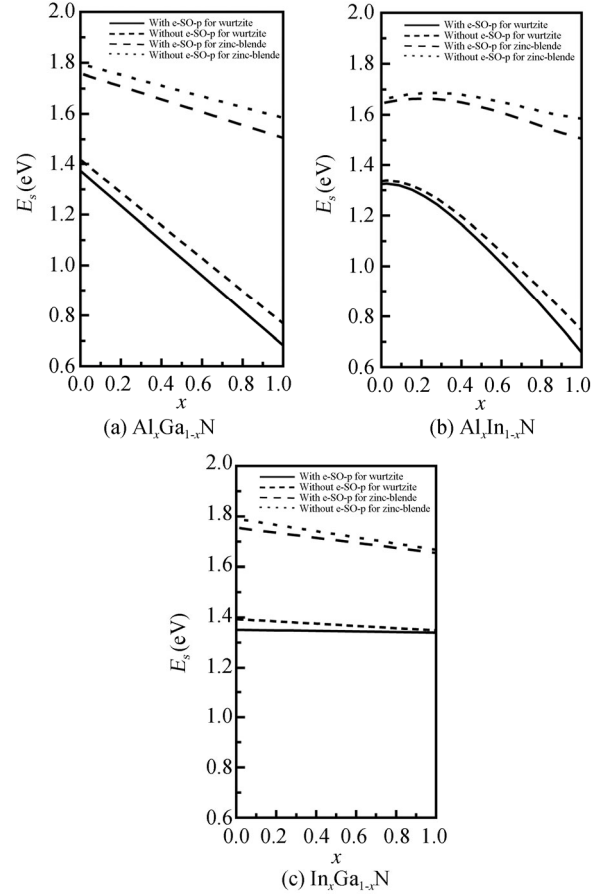 2.0
1.8
1.6
1.4
1.2
1.0
0.8
0.6
E_s (eV)
With e-SO-p for wurtzite
Without e-SO-p for wurtzite
With e-SO-p for zinc-blende
Without e-SO-p for zinc-blende
0.0 0.2 0.4 0.6 0.8 1.0
x
(a) Al_xGa_{1-x}N
2.0
1.8
1.6
1.4
1.2
1.0
0.8
0.6
E_s (eV)
With e-SO-p for wurtzite
Without e-SO-p for wurtzite
With e-SO-p for zinc-blende
Without e-SO-p for zinc-blende
0.0 0.2 0.4 0.6 0.8 1.0
x
(b) Al_xIn_{1-x}N
2.0
1.8
1.6
1.4
1.2
1.0
0.8
0.6
E_s (eV)
With e-SO-p for wurtzite
Without e-SO-p for wurtzite
With e-SO-p for zinc-blende
Without e-SO-p for zinc-blende
0.0 0.2 0.4 0.6 0.8 1.0
x
(c) In_xGa_{1-x}N